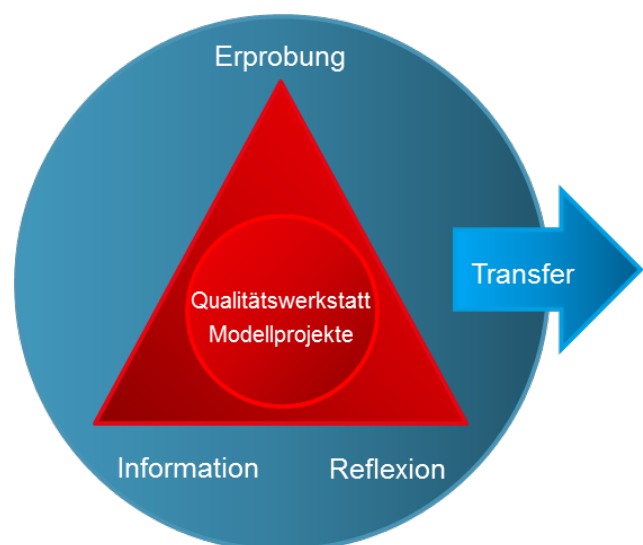 Erprobung
Qualitätswerkstatt
Modellprojekte
Transfer
Information
Reflexion